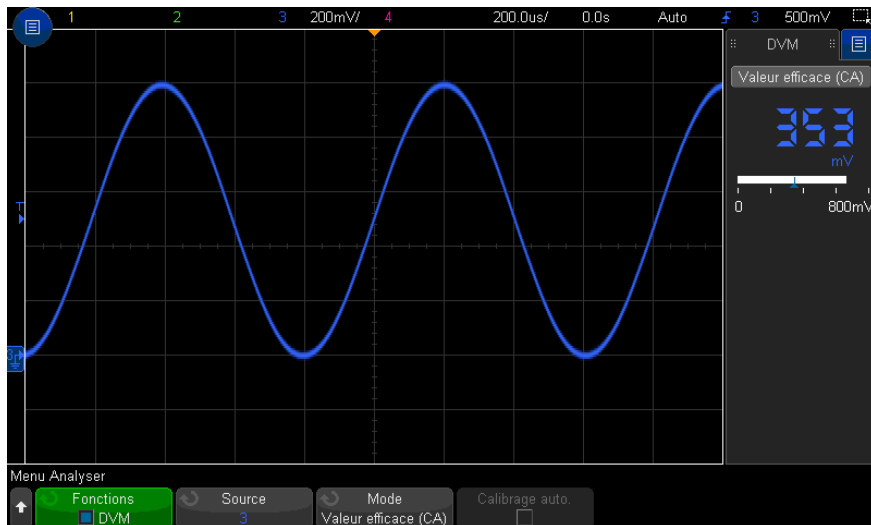 1 2 3 200mV/ 4 200.0us/ 0.0s Auto 3 500mV
DVM
Valeur efficace (CA)
353
mV
0 800mV
T
3
Menu Analyser
Fonctions Source Mode Calibrage auto.
DVM 3 Valeur efficace (CA)